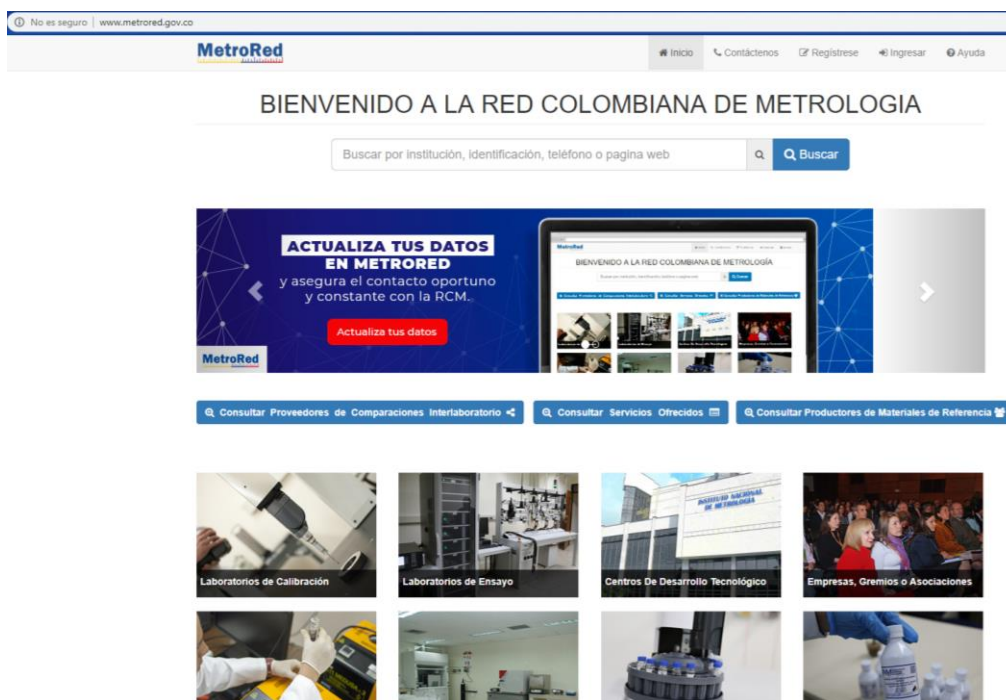 No es seguro | www.metrored.gov.co
MetroRed
Inicio
Contáctenos
Regístrese
Ingresar
Ayuda
BIENVENIDO A LA RED COLOMBIANA DE METROLOGIA
Buscar por institución, identificación, teléfono o pagina web
Buscar
ACTUALIZA TUS DATOS
EN METRORED
y asegura el contacto oportuno
y constante con la RCM.
Actualiza tus datos
MetroRed
MetroRed
BIENVENIDO A LA RED COLOMBIANA DE METROLOGÍA
Consultar Proveedores de Comparaciones Interlaboratorio
Consultar Servicios Ofrecidos
Consultar Productores de Materiales de Referencia
INSTITUTO NACIONAL
DE METROLOGÍA
Laboratorios de Calibración
Laboratorios de Ensayo
Centros De Desarrollo Tecnológico
Empresas, Gremios o Asociaciones